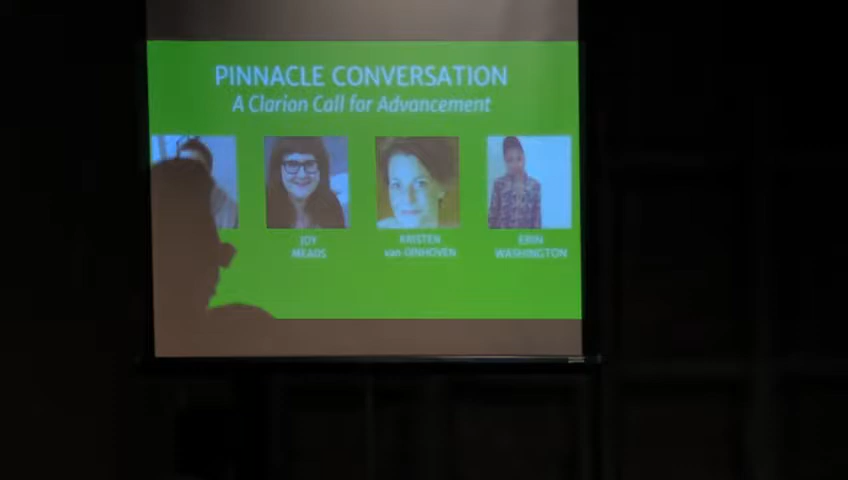 PINNACLE CONVERSATION
A Clarion Call for Advancement
JOY
MEADS
KRISTEN
van GINHOVEN
ERIN
WASHINGTON